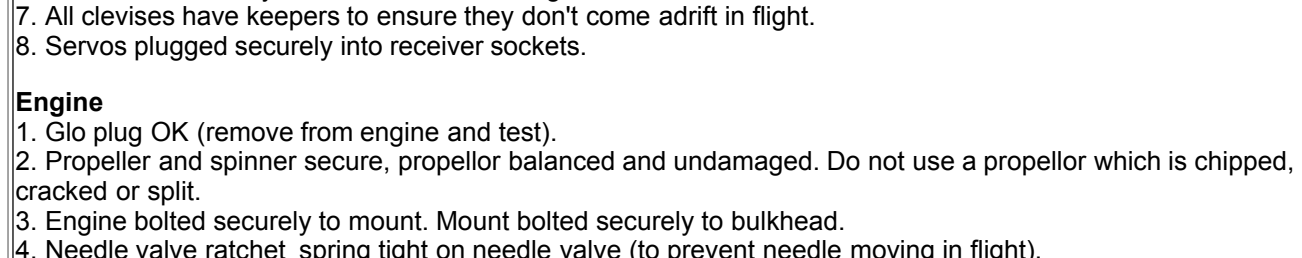 7. All clevises have keepers to ensure they don't come adrift in flight.
8. Servos plugged securely into receiver sockets.
Engine
1. Glo plug OK (remove from engine and test).
2. Propeller and spinner secure, propellor balanced and undamaged. Do not use a propellor which is chipped,
cracked or split.
3. Engine bolted securely to mount. Mount bolted securely to bulkhead.
4. Needle valve ratchet spring tight on needle valve (to prevent needle moving in flight).